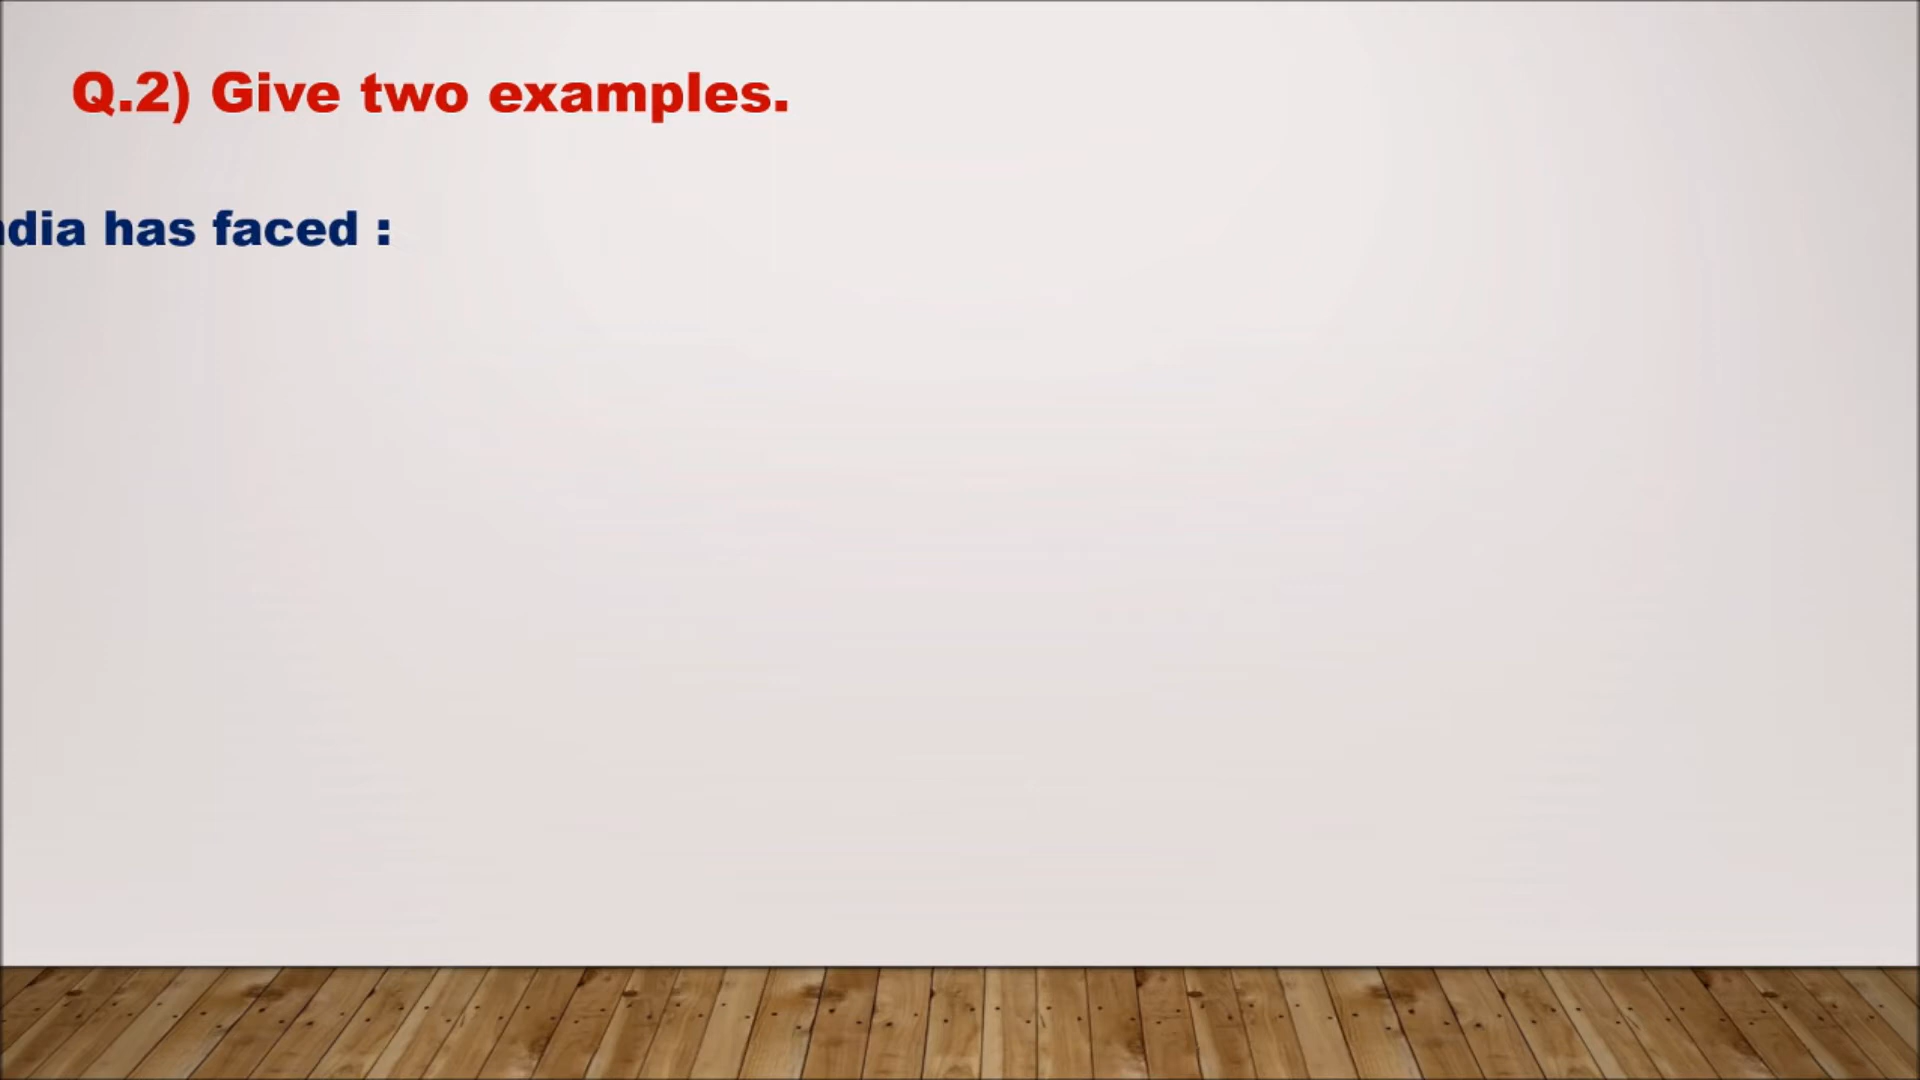 Q.2) Give two examples.
dia has faced :